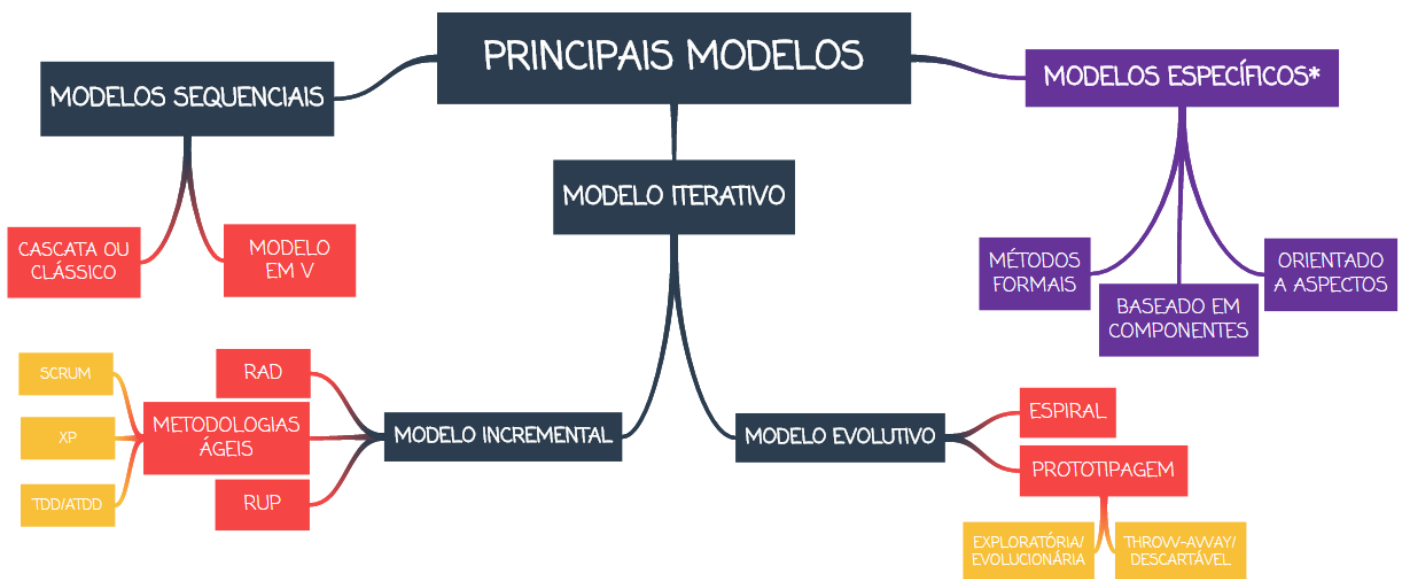 PRINCIPAIS MODELOS
MODELOS SEQUENCIAIS
CASCATA OU
CLÁSSICO
MODELO
EM V
MODELO ITERATIVO
MODELOS ESPECÍFICOS*
MÉTODOS
FORMAIS
BASEADO EM
COMPONENTES
ORIENTADO
A ASPECTOS
MODELO INCREMENTAL
RAD
METODOLOGIAS
ÁGEIS
RUP
SCRUM
XP
TDD/ATDD
MODELO EVOLUTIVO
ESPIRAL
PROTOTIPAGEM
EXPLORATÓRIA/
EVOLUCIONÁRIA
THROW-AWAY/
DESCARTÁVEL